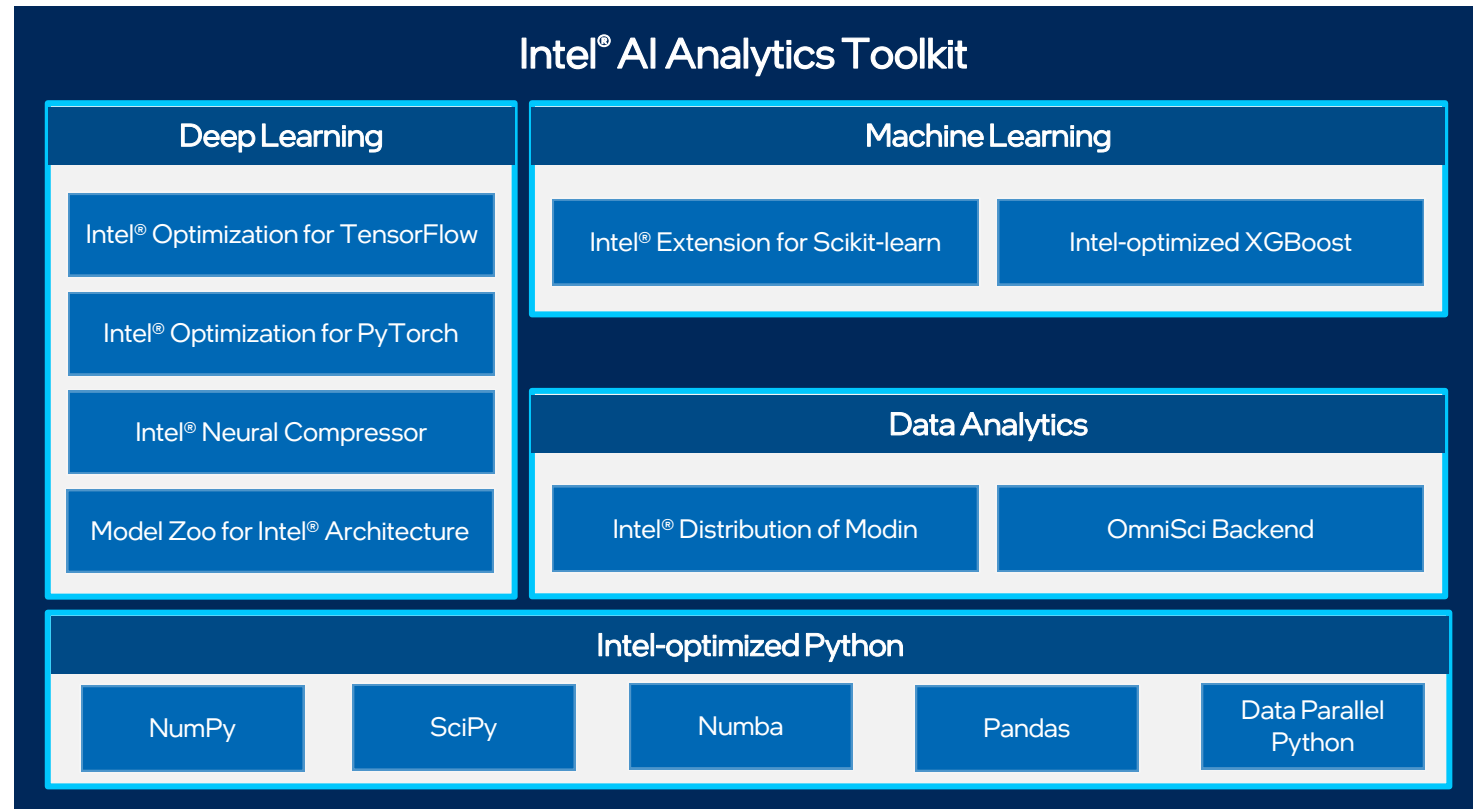 Intel® AI Analytics Toolkit
Deep Learning
Intel® Optimization for TensorFlow
Intel® Optimization for PyTorch
Intel® Neural Compressor
Model Zoo for Intel® Architecture
Machine Learning
Intel® Extension for Scikit-learn
Intel-optimized XGBoost
Data Analytics
Intel® Distribution of Modin
OmniSci Backend
Intel-optimized Python
NumPy
SciPy
Numba
Pandas
Data Parallel
Python